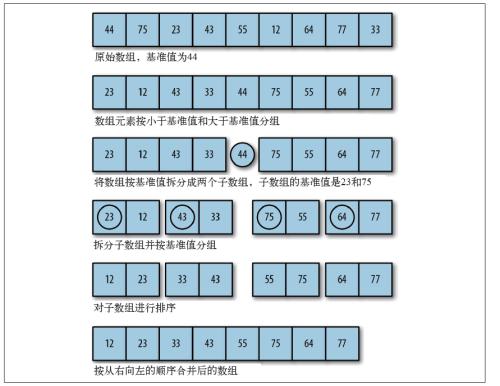 44 75 23 43 55 12 64 77 33
原始数组，基准值为44
23 12 43 33 44 75 55 64 77
数组元素按小于基准值和大于基准值分组
23 12 43 33 44 75 55 64 77
将数组按基准值拆分成两个子数组，子数组的基准值是23和75
23 12 43 33 75 55 64 77
拆分子数组并按基准值分组
12 23 33 43 55 75 64 77
对子数组进行排序
12 23 33 43 55 75 64 77
按从右向左的顺序合并后的数组